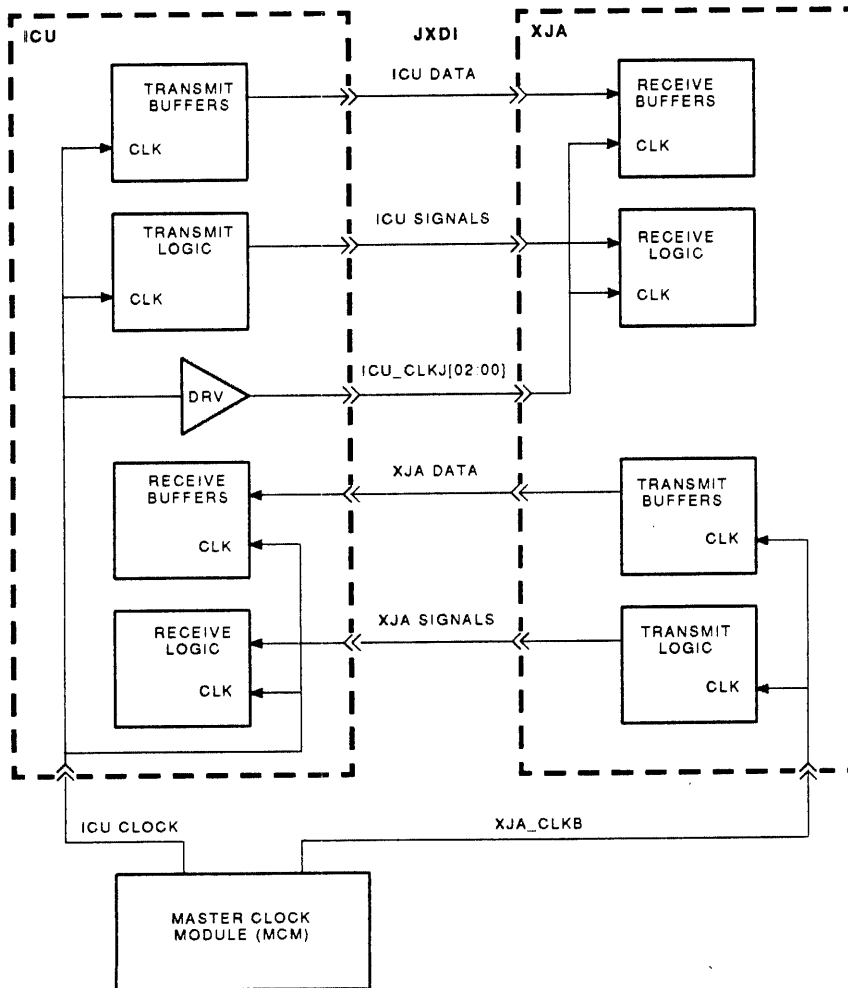 ICU
JXDI
XJA
ICU DATA
TRANSMIT
BUFFERS
CLK
RECEIVE
BUFFERS
CLK
ICU SIGNALS
TRANSMIT
LOGIC
CLK
RECEIVE
LOGIC
CLK
DRV
ICU_CLKJ[02:00]
XJA DATA
RECEIVE
BUFFERS
CLK
TRANSMIT
BUFFERS
CLK
XJA SIGNALS
RECEIVE
LOGIC
CLK
TRANSMIT
LOGIC
CLK
ICU CLOCK
XJA_CLKB
MASTER CLOCK
MODULE (MCM)